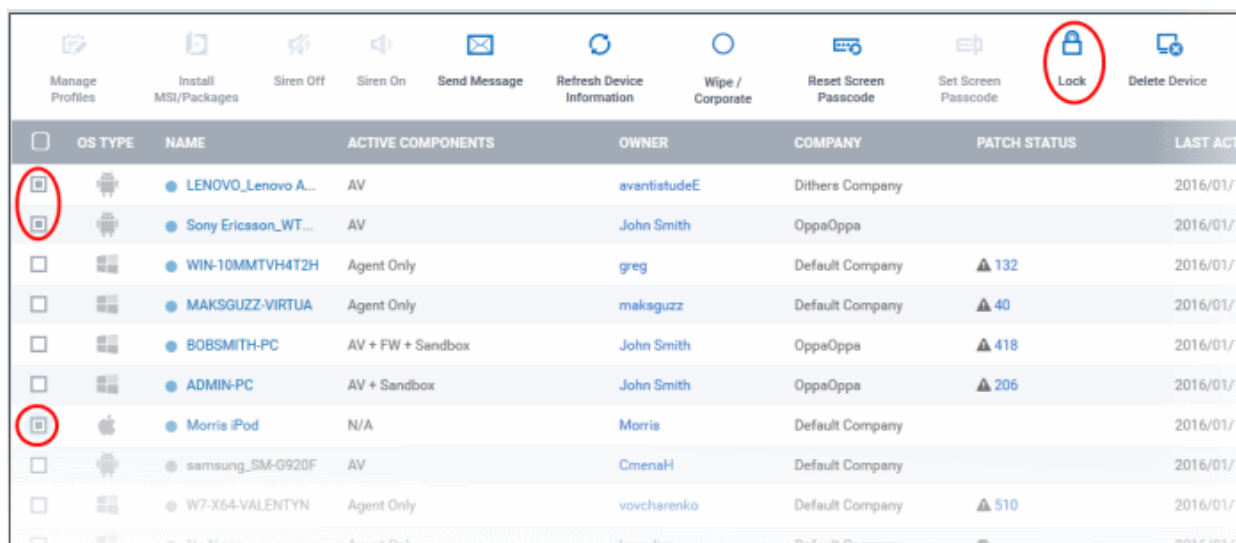 Manage Profiles
Install MSI/Packages
Siren Off
Siren On
Send Message
Refresh Device Information
Wipe / Corporate
Reset Screen Passcode
Set Screen Passcode
Lock
Delete Device
OS TYPE NAME ACTIVE COMPONENTS OWNER COMPANY PATCH STATUS LAST ACT
LENOVO_Lenovo A... AV avantistudeE Dithers Company 2016/01/
Sony Ericsson_WT... AV John Smith OppaOppa 2016/01/
WIN-10MMTVH4T2H Agent Only greg Default Company 132 2016/01/
MAKSGUZZ-VIRTUA Agent Only maksguzz Default Company 40 2016/01/
BOBSMITH-PC AV + FW + Sandbox John Smith OppaOppa 418 2016/01/
ADMIN-PC AV + Sandbox John Smith OppaOppa 206 2016/01/
Morris iPod N/A Morris Default Company 2016/01/
samsung_SM-G920F AV CmenaH Default Company 2016/01/
W7-X64-VALENTYN Agent Only vovcharenko Default Company 510 2016/01/